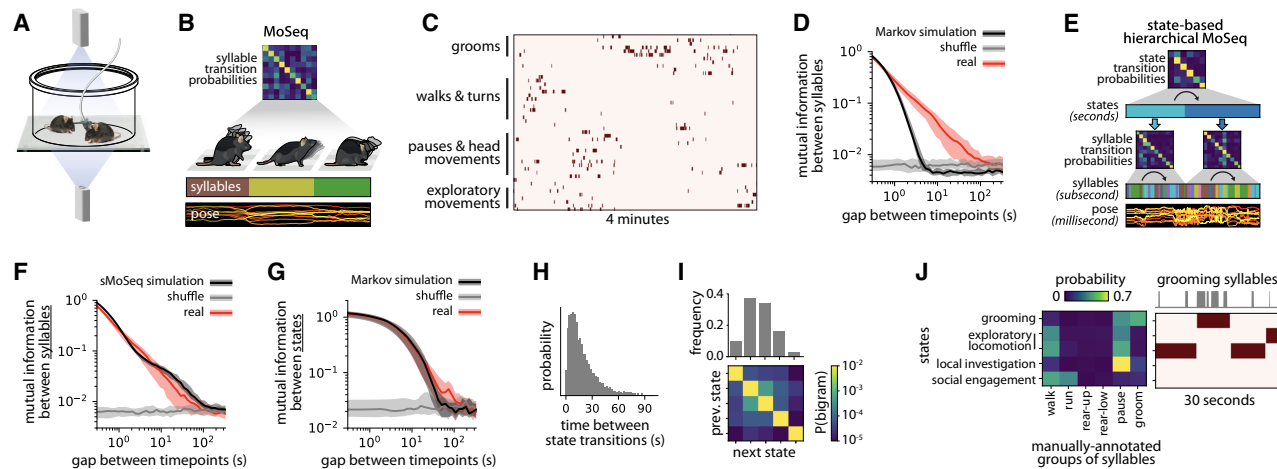 A
B
MoSeq
syllable
transition
probabilities
syllables
pose
C
grooms
walks & turns
pauses & head
movements
exploratory
movements
4 minutes
D
Markov simulation
shuffle
real
mutual information
between syllables
10⁰
10⁻¹
10⁻²
10⁰ 10¹ 10²
gap between timepoints (s)
E
state-based
hierarchical MoSeq
state
transition
probabilities
states
(seconds)
syllable
transition
probabilities
syllables
(subsecond)
pose
(millisecond)
F
sMoSeq simulation
shuffle
real
mutual information
between syllables
10⁰
10⁻¹
10⁻²
10⁰ 10¹ 10²
gap between timepoints (s)
G
Markov simulation
shuffle
real
mutual information
between states
10¹
10⁰
10⁻¹
10⁻²
10⁰ 10¹ 10²
gap between timepoints (s)
H
probability
0 30 60 90
time between
state transitions (s)
I
frequency
0.4
0.2
0.0
prev. state
next state
10⁻²
10⁻³
10⁻⁴
10⁻⁵
P(bigram)
J
probability
0 0.7
grooming syllables
states
grooming
exploratory
locomotion
local investigation
social engagement
walk
run
rear-up
rear-low
pause
groom
manually-annotated
groups of syllables
30 seconds